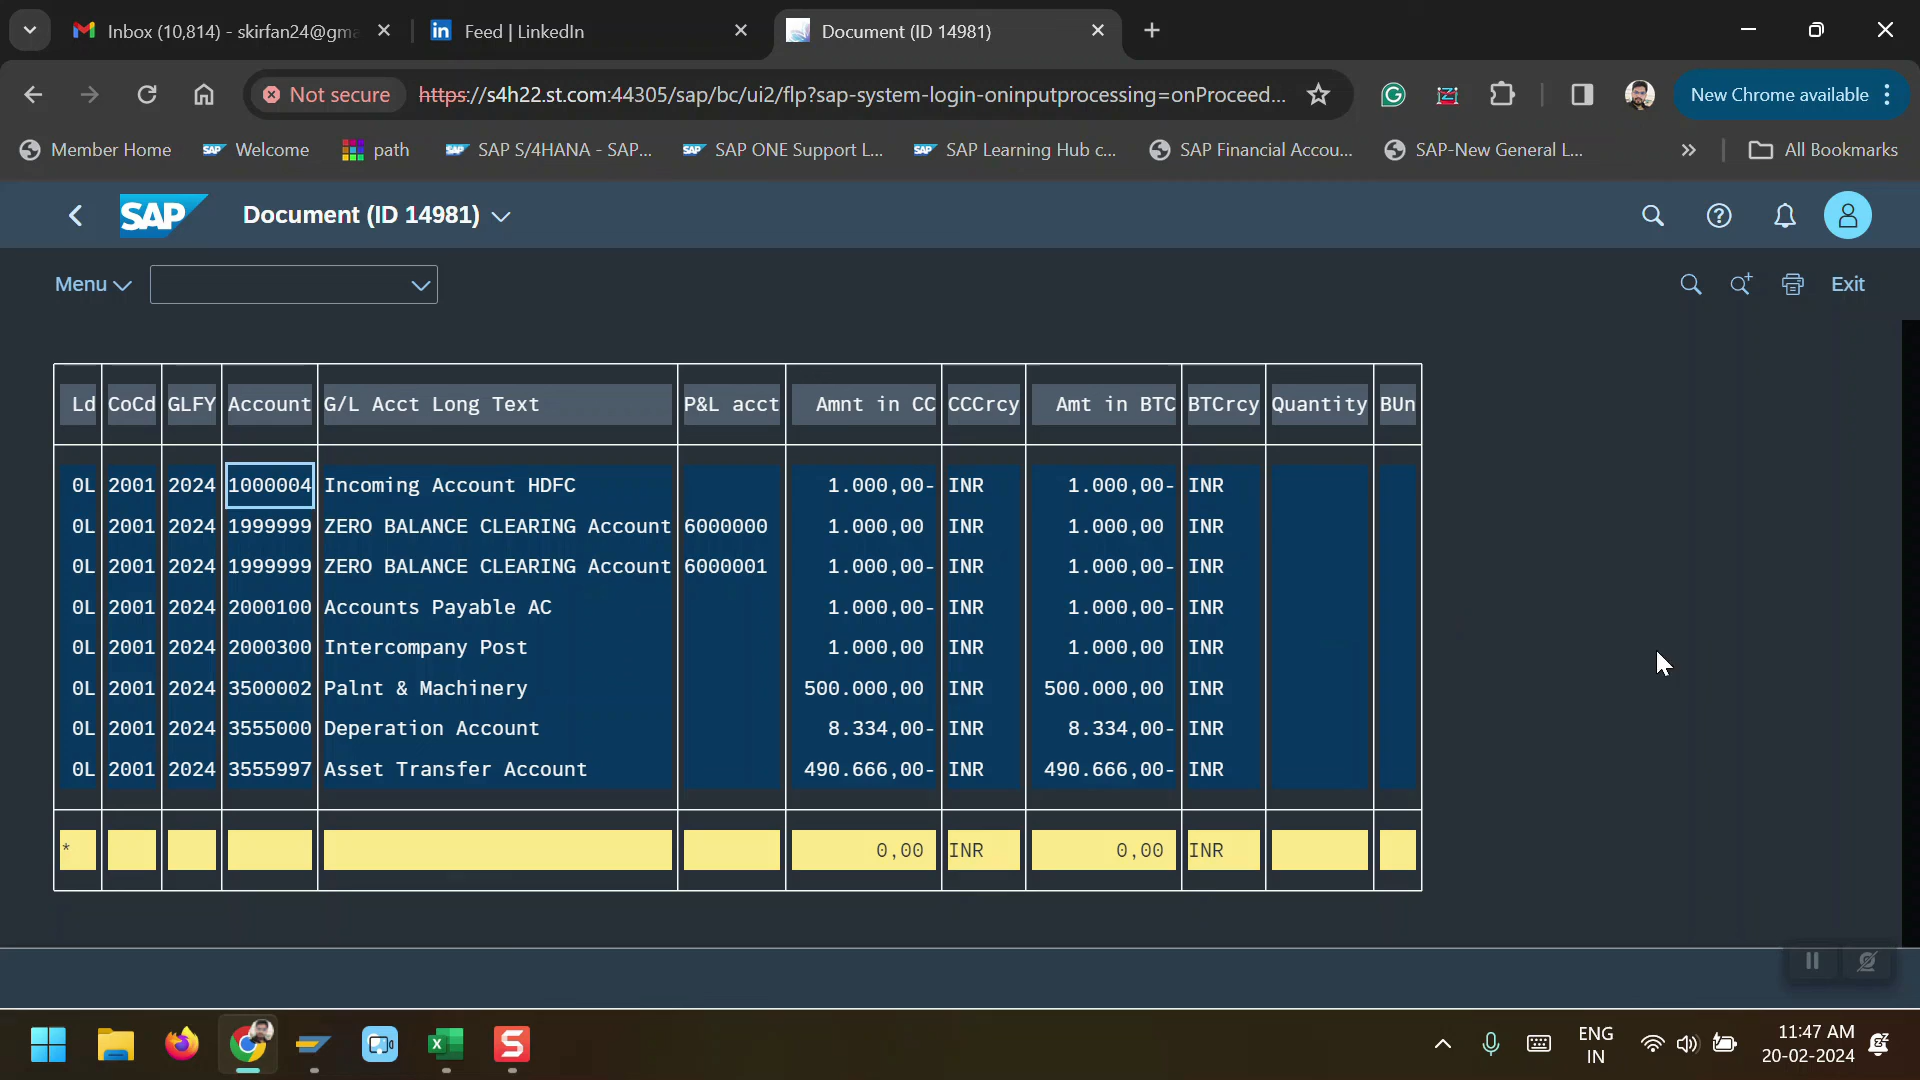 Inbox (10,814) - skirfan24@gma
Feed | LinkedIn
Document (ID 14981)
Not secure
https://s4h22.st.com:44305/sap/bc/ui2/flp?sap-system-login-oninputprocessing=onProceed...
New Chrome available
Member Home
SAP Welcome
path
SAP SAP S/4HANA - SAP...
SAP SAP ONE Support L...
SAP SAP Learning Hub c...
SAP Financial Accou...
SAP-New General L...
All Bookmarks
SAP
Document (ID 14981)
Menu
Exit
Ld CoCd GLFY Account G/L Acct Long Text P&L acct Amnt in CC CCCrcy Amt in BTC BTCrcy Quantity BUn
0L 2001 2024 1000004 Incoming Account HDFC 1.000,00- INR 1.000,00- INR
0L 2001 2024 1999999 ZERO BALANCE CLEARING Account 6000000 1.000,00 INR 1.000,00 INR
0L 2001 2024 1999999 ZERO BALANCE CLEARING Account 6000001 1.000,00- INR 1.000,00- INR
0L 2001 2024 2000100 Accounts Payable AC 1.000,00- INR 1.000,00- INR
0L 2001 2024 2000300 Intercompany Post 1.000,00 INR 1.000,00 INR
0L 2001 2024 3500002 Palnt & Machinery 500.000,00 INR 500.000,00 INR
0L 2001 2024 3555000 Deperation Account 8.334,00- INR 8.334,00- INR
0L 2001 2024 3555997 Asset Transfer Account 490.666,00- INR 490.666,00- INR
* 0,00 INR 0,00 INR
ENG
IN
11:47 AM
20-02-2024